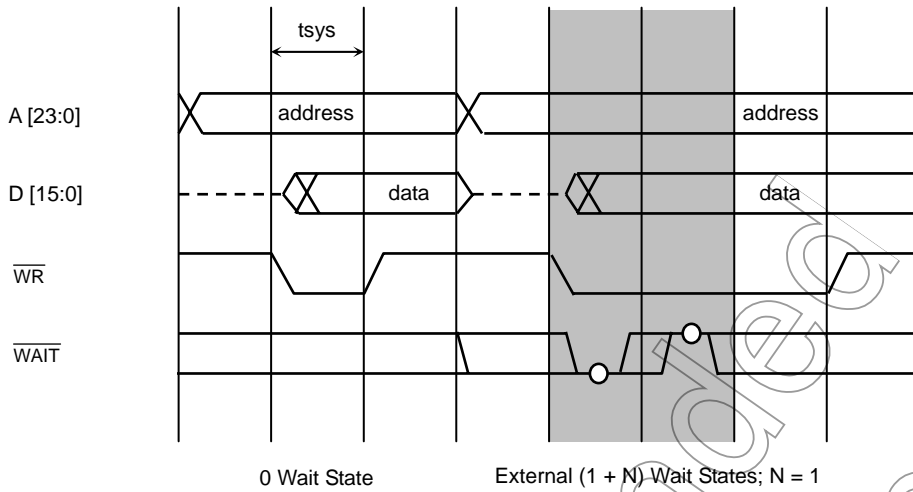 tsys
A [23:0]
address
address
D [15:0]
data
data
WR
WAIT
0 Wait State
External (1 + N) Wait States; N = 1